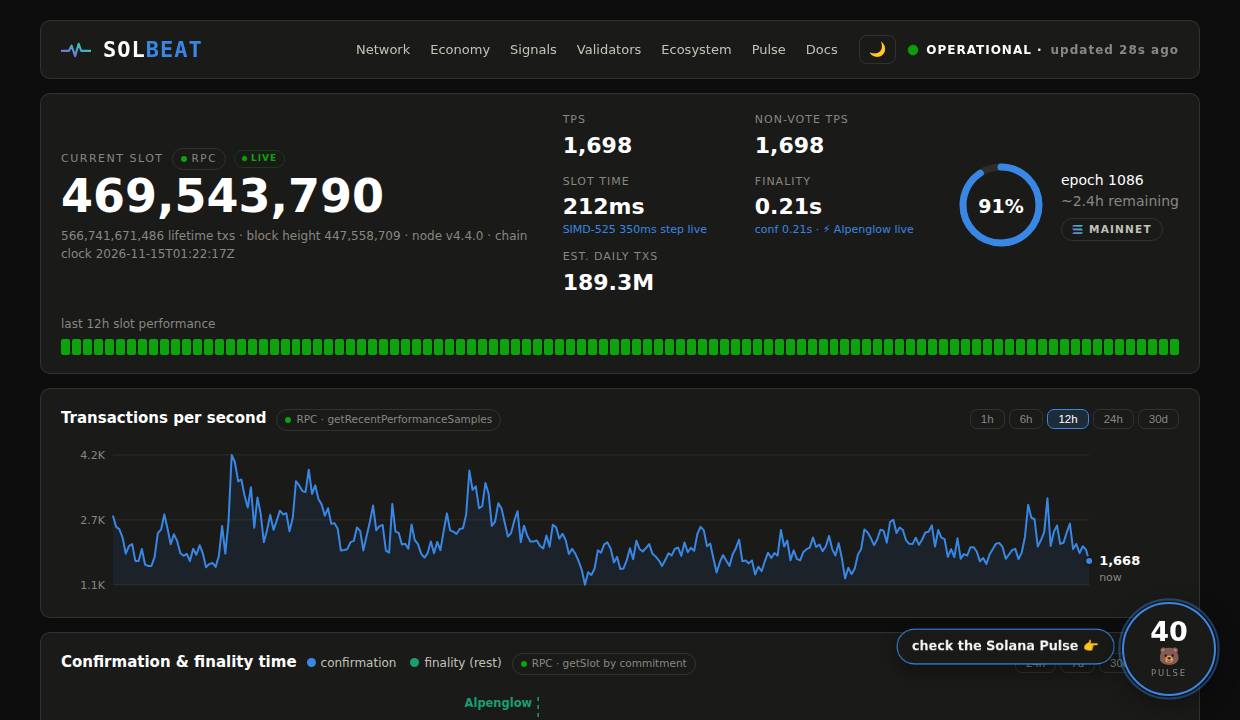 SOLBEAT
Network Economy Signals Validators Ecosystem Pulse Docs 🌙 OPERATIONAL · updated 28s ago
CURRENT SLOT RPC LIVE
469,543,790
566,741,671,486 lifetime txs · block height 447,558,709 · node v4.4.0 · chain
clock 2026-11-15T01:22:17Z
TPS
1,698
NON-VOTE TPS
1,698
SLOT TIME
212ms
SIMD-525 350ms step live
FINALITY
0.21s
conf 0.21s · ⚡ Alpenglow live
EST. DAILY TXS
189.3M
91%
epoch 1086
~2.4h remaining
MAINNET
last 12h slot performance
Transactions per second RPC · getRecentPerformanceSamples
1h 6h 12h 24h 30d
4.2K
2.7K
1.1K
1,668
now
Confirmation & finality time confirmation finality (rest) RPC · getSlot by commitment
Alpenglow
check the Solana Pulse 👉
40
🐻
PULSE